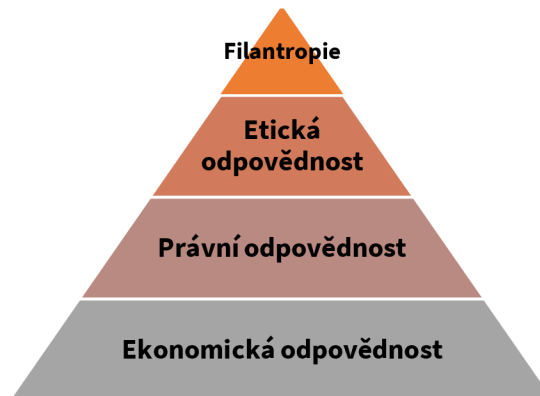 Filantropie
Etická
odpovědnost
Právní odpovědnost
Ekonomická odpovědnost